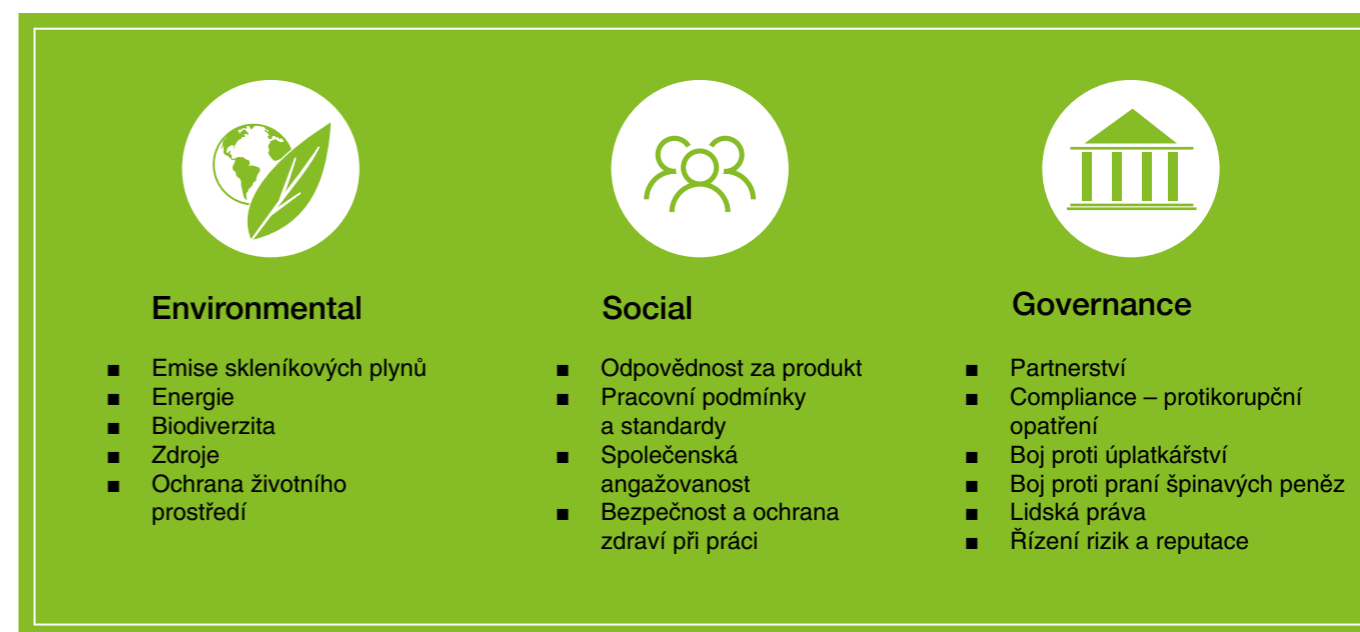 Environmental
■ Emise skleníkových plynů
■ Energie
■ Biodiverzita
■ Zdroje
■ Ochrana životního
prostředí
Social
■ Odpovědnost za produkt
■ Pracovní podmínky
a standardy
■ Společenská
angažovanost
■ Bezpečnost a ochrana
zdraví při práci
Governance
■ Partnerství
■ Compliance – protikorupční
opatření
■ Boj proti úplatkářství
■ Boj proti praní špinavých peněz
■ Lidská práva
■ Řízení rizik a reputace